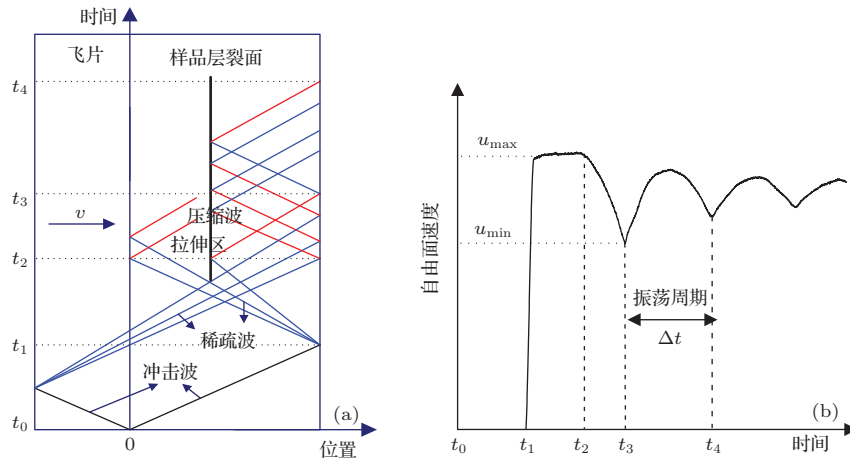 时间
飞片
样品层裂面
t4
t3
v
压缩波
拉伸区
t2
稀疏波
t1
冲击波
t0
(a)
0
位置
自由面速度
umax
umin
振荡周期
Δt
(b)
t0
t1
t2
t3
t4
时间